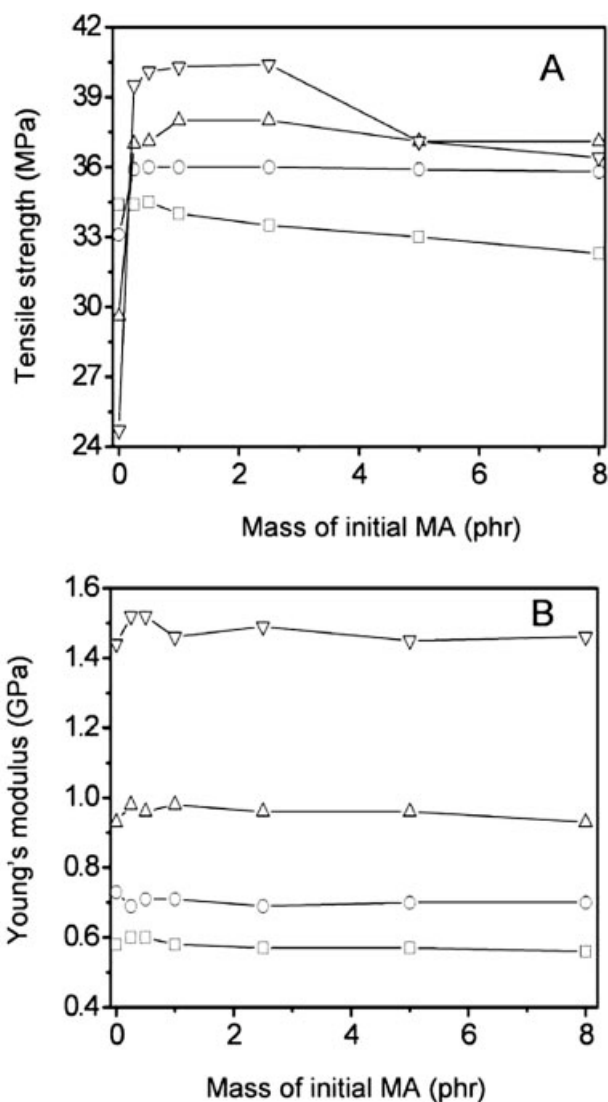 A
Tensile strength (MPa)
42
39
36
33
30
27
24
0 2 4 6 8
Mass of initial MA (phr)
B
Young's modulus (GPa)
1.6
1.4
1.2
1.0
0.8
0.6
0.4
0 2 4 6 8
Mass of initial MA (phr)